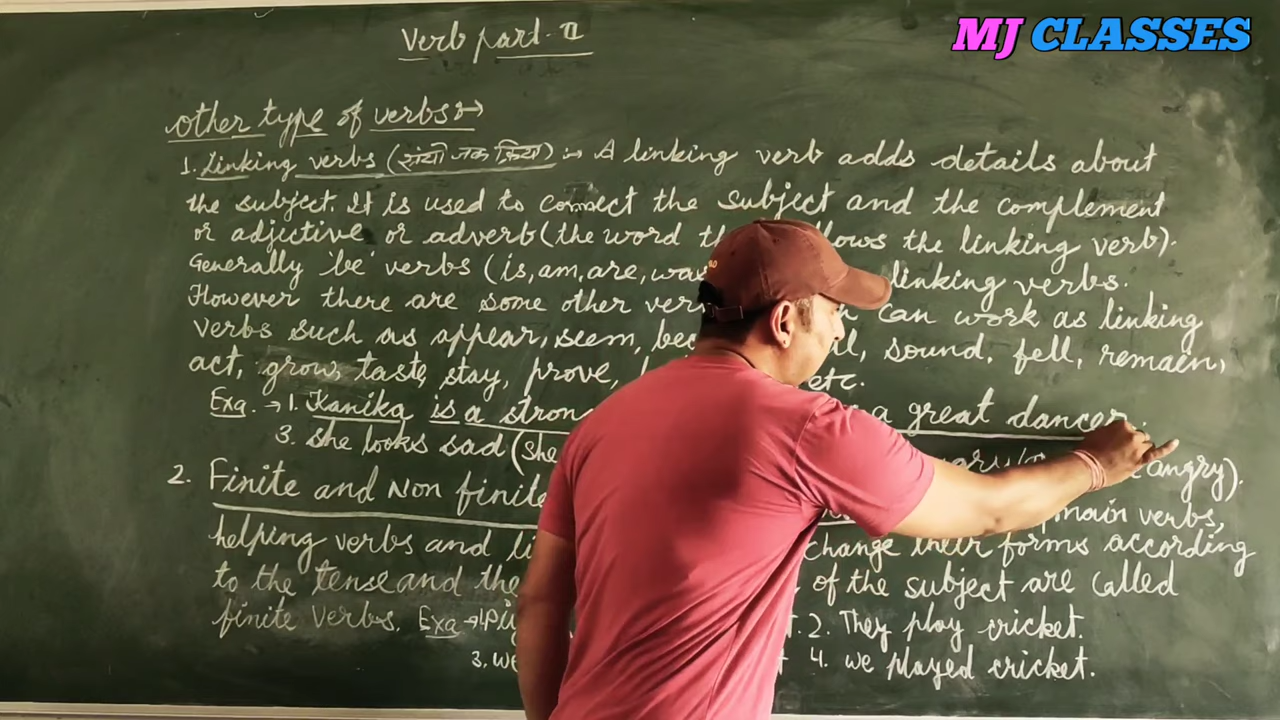 MJ CLASSES
Verb part-II
Other type of verbs:→
1. Linking verbs ( क्रिया) :- A linking verb adds details about
the subject. It is used to connect the subject and the complement
or adjective or adverb (the word th llows the linking verb).
Generally 'be' verbs (is, am, are, was linking verbs.
However there are some other ver can work as linking
verbs such as appear, seem, bec l, sound, fell, remain,
act, grow, taste, stay, prove, etc.
Exa. → 1. Kanika is a stron a great dancer.
3. She looks sad (she angry).
2. Finite and Non finite main verbs,
helping verbs and li change their forms according
to the tense and the of the subject are called
finite verbs. Exa → 1. Pi t. 2. They play cricket.
3. we t 4. we played cricket.